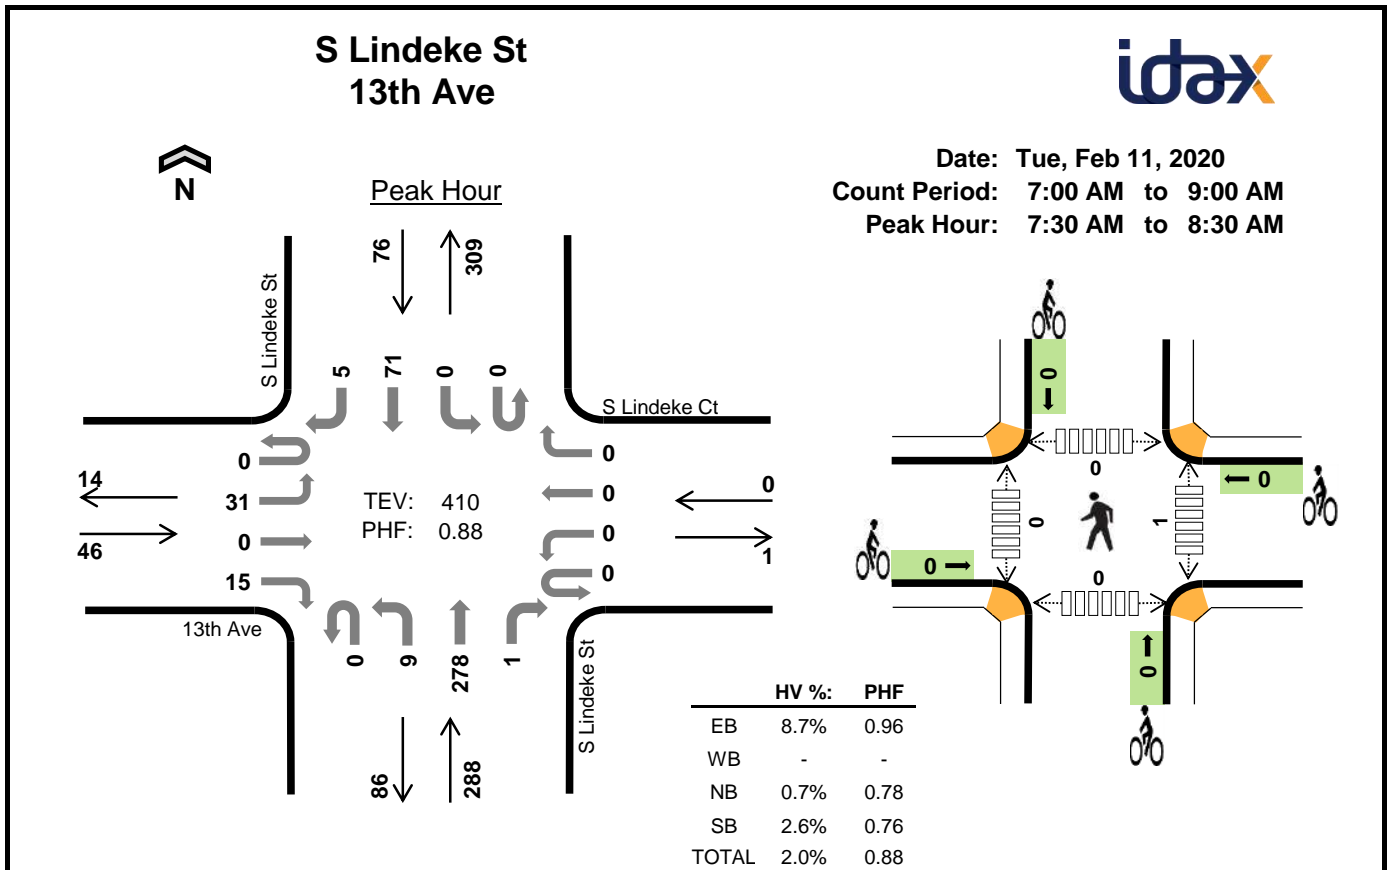 S Lindeke St
13th Ave
idax
N
Peak Hour
Date: Tue, Feb 11, 2020
Count Period: 7:00 AM to 9:00 AM
Peak Hour: 7:30 AM to 8:30 AM
76
309
S Lindeke St
5
71
0
0
S Lindeke Ct
0
31
0
15
14
46
TEV: 410
PHF: 0.88
0
0
0
0
0
1
13th Ave
0
9
278
1
S Lindeke St
86
288
0
0
0
0
1
0
0
0
HV %: PHF
EB 8.7% 0.96
WB - -
NB 0.7% 0.78
SB 2.6% 0.76
TOTAL 2.0% 0.88